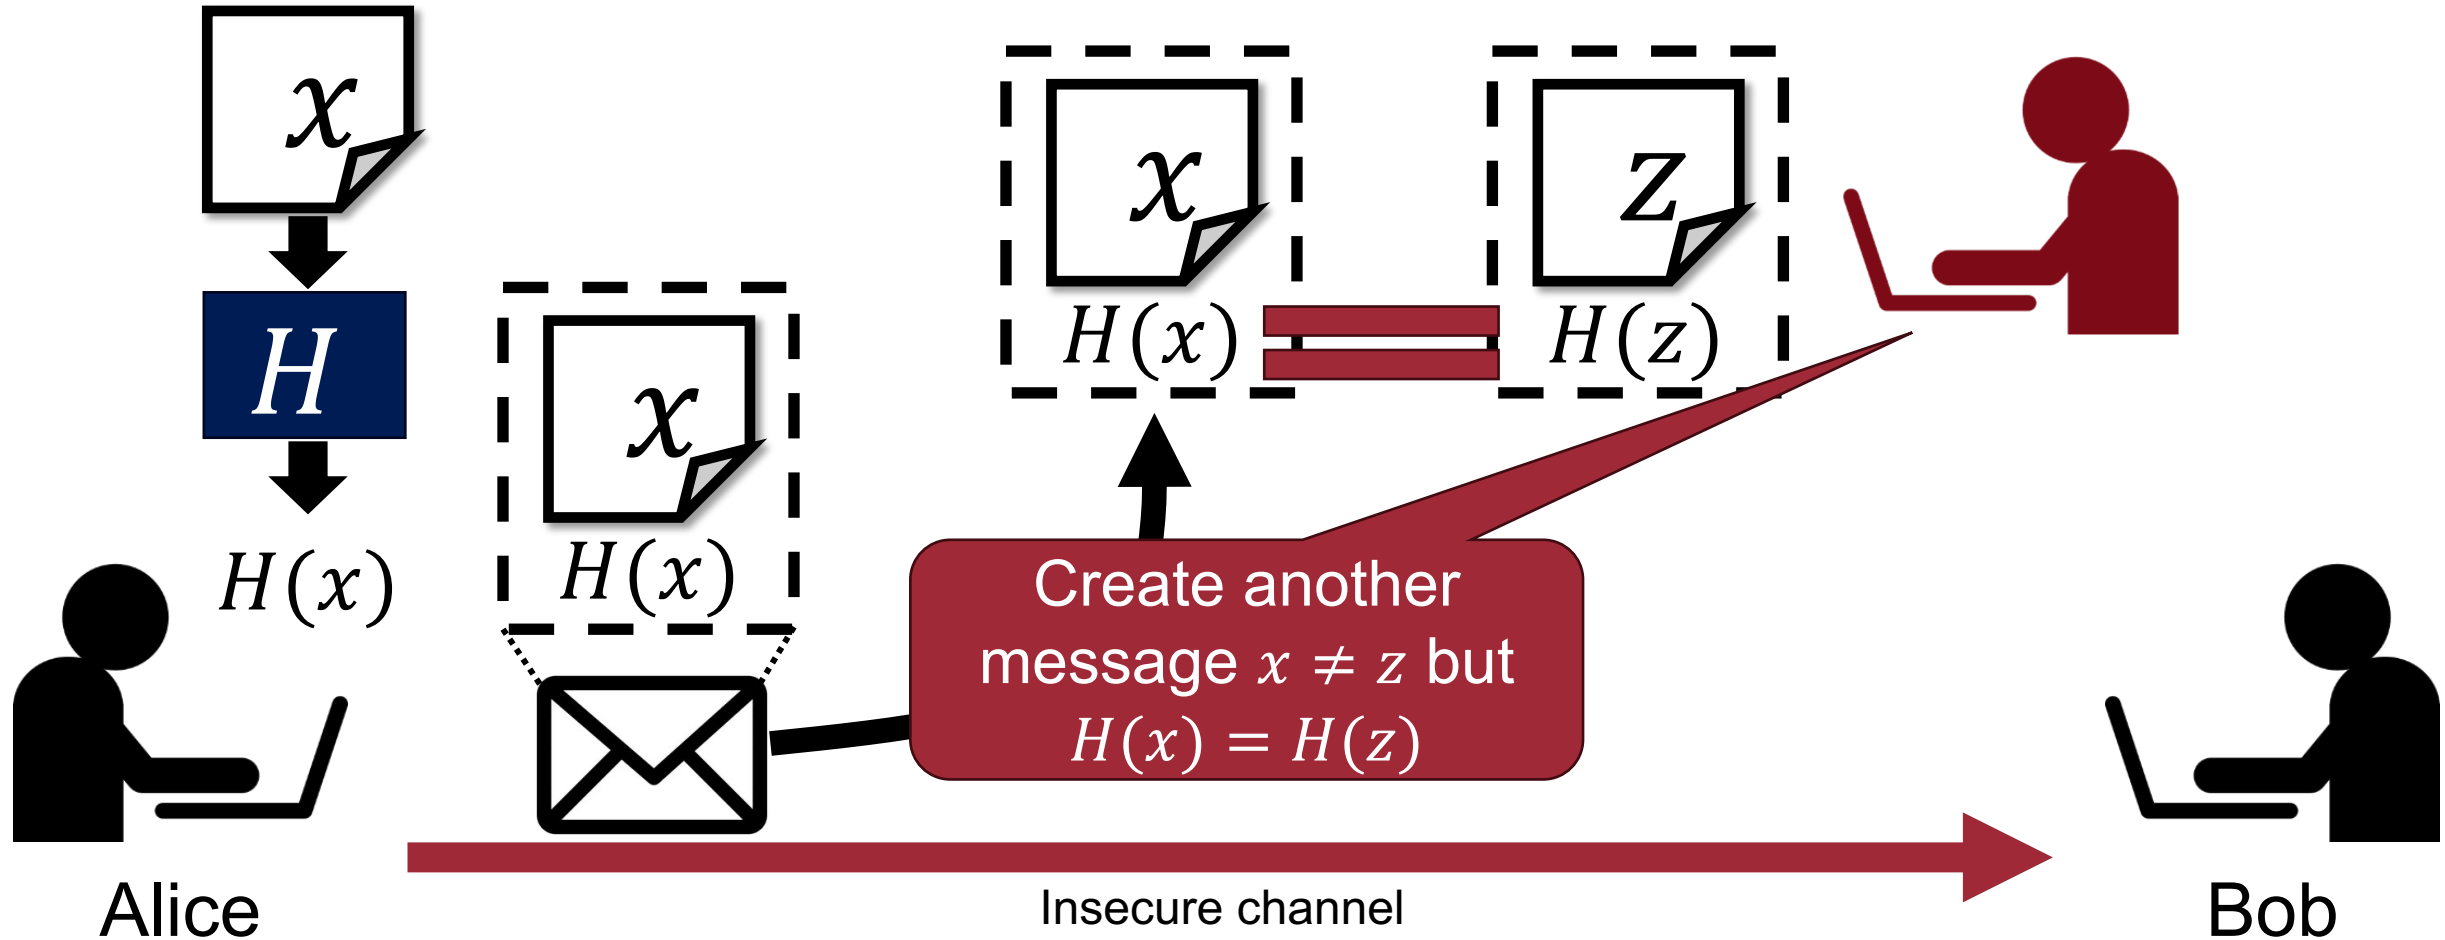 x
H
H(x)
x
H(x)
x
H(x)
z
H(z)
Create another
message x ≠ z but
H(x) = H(z)
Alice
Insecure channel
Bob